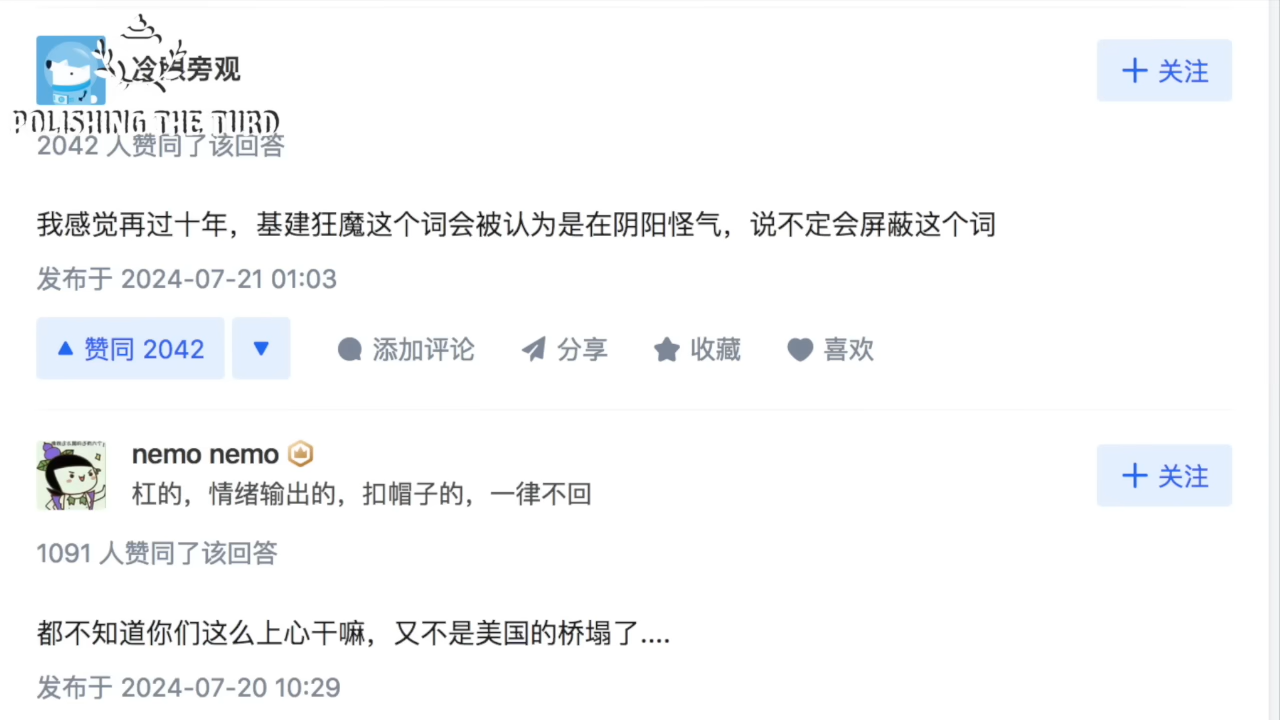 冷眼旁观
+ 关注
POLISHING THE TURD
2042 人赞同了该回答
我感觉再过十年，基建狂魔这个词会被认为是在阴阳怪气，说不定会屏蔽这个词
发布于 2024-07-21 01:03
赞同 2042
添加评论
分享
收藏
喜欢
nemo nemo
+ 关注
杠的，情绪输出的，扣帽子的，一律不回
1091 人赞同了该回答
都不知道你们这么上心干嘛，又不是美国的桥塌了....
发布于 2024-07-20 10:29